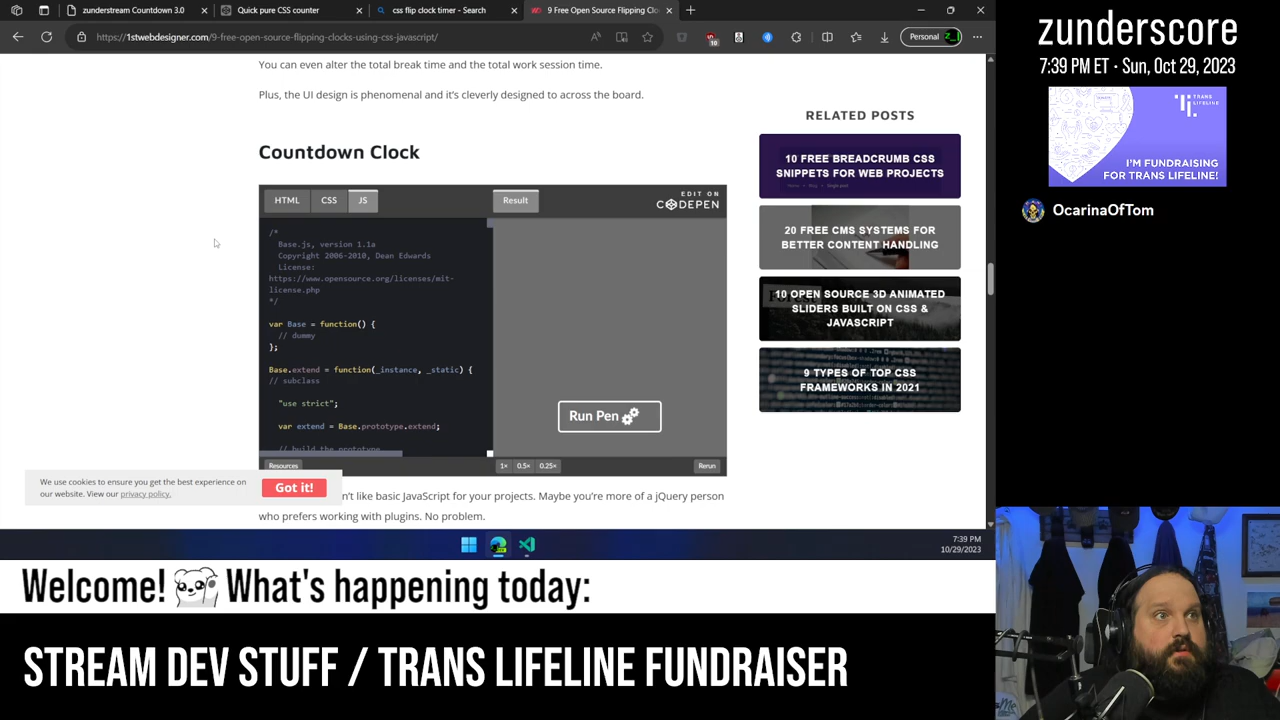 zunderstream Countdown 3.0
Quick pure CSS counter
css flip clock timer - Search
9 Free Open Source Flipping Clo
https://1stwebdesigner.com/9-free-open-source-flipping-clocks-using-css-javascript/
10
Personal
You can even alter the total break time and the total work session time.
Plus, the UI design is phenomenal and it's cleverly designed to across the board.
Countdown Clock
HTML
CSS
JS
Result
EDIT ON
CODEPEN
/*
Base.js, version 1.1a
Copyright 2006-2010, Dean Edwards
License:
https://www.opensource.org/licenses/mit-
license.php
*/
var Base = function() {
// dummy
};
Base.extend = function(_instance, _static) {
// subclass
"use strict";
var extend = Base.prototype.extend;
// build the prototype
Run Pen
Resources
1×
0.5×
0.25×
Rerun
n't like basic JavaScript for your projects. Maybe you're more of a jQuery person
who prefers working with plugins. No problem.
We use cookies to ensure you get the best experience on
our website. View our privacy policy.
Got it!
RELATED POSTS
10 FREE BREADCRUMB CSS
SNIPPETS FOR WEB PROJECTS
20 FREE CMS SYSTEMS FOR
BETTER CONTENT HANDLING
10 OPEN SOURCE 3D ANIMATED
SLIDERS BUILT ON CSS &
JAVASCRIPT
9 TYPES OF TOP CSS
FRAMEWORKS IN 2021
7:39 PM
10/29/2023
zunderscore
7:39 PM ET · Sun, Oct 29, 2023
TRANS
LIFELINE
I'M FUNDRAISING
FOR TRANS LIFELINE!
OcarinaOfTom
Welcome! What's happening today:
STREAM DEV STUFF / TRANS LIFELINE FUNDRAISER